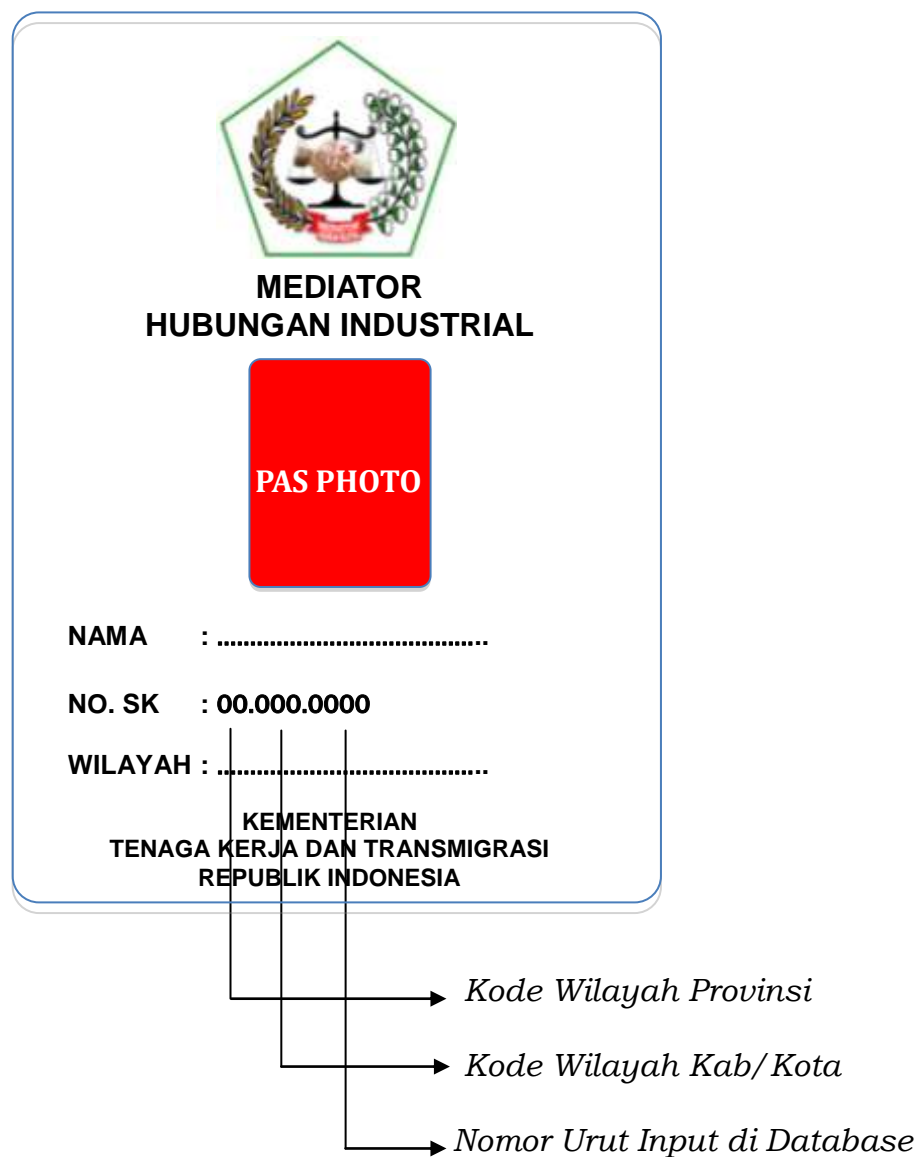 MEDIATOR
HUBUNGAN INDUSTRIAL
PAS PHOTO
NAMA : ...........................................
NO. SK : 00.000.0000
WILAYAH : ...........................................
KEMENTERIAN
TENAGA KERJA DAN TRANSMIGRASI
REPUBLIK INDONESIA
Kode Wilayah Provinsi
Kode Wilayah Kab/Kota
Nomor Urut Input di Database